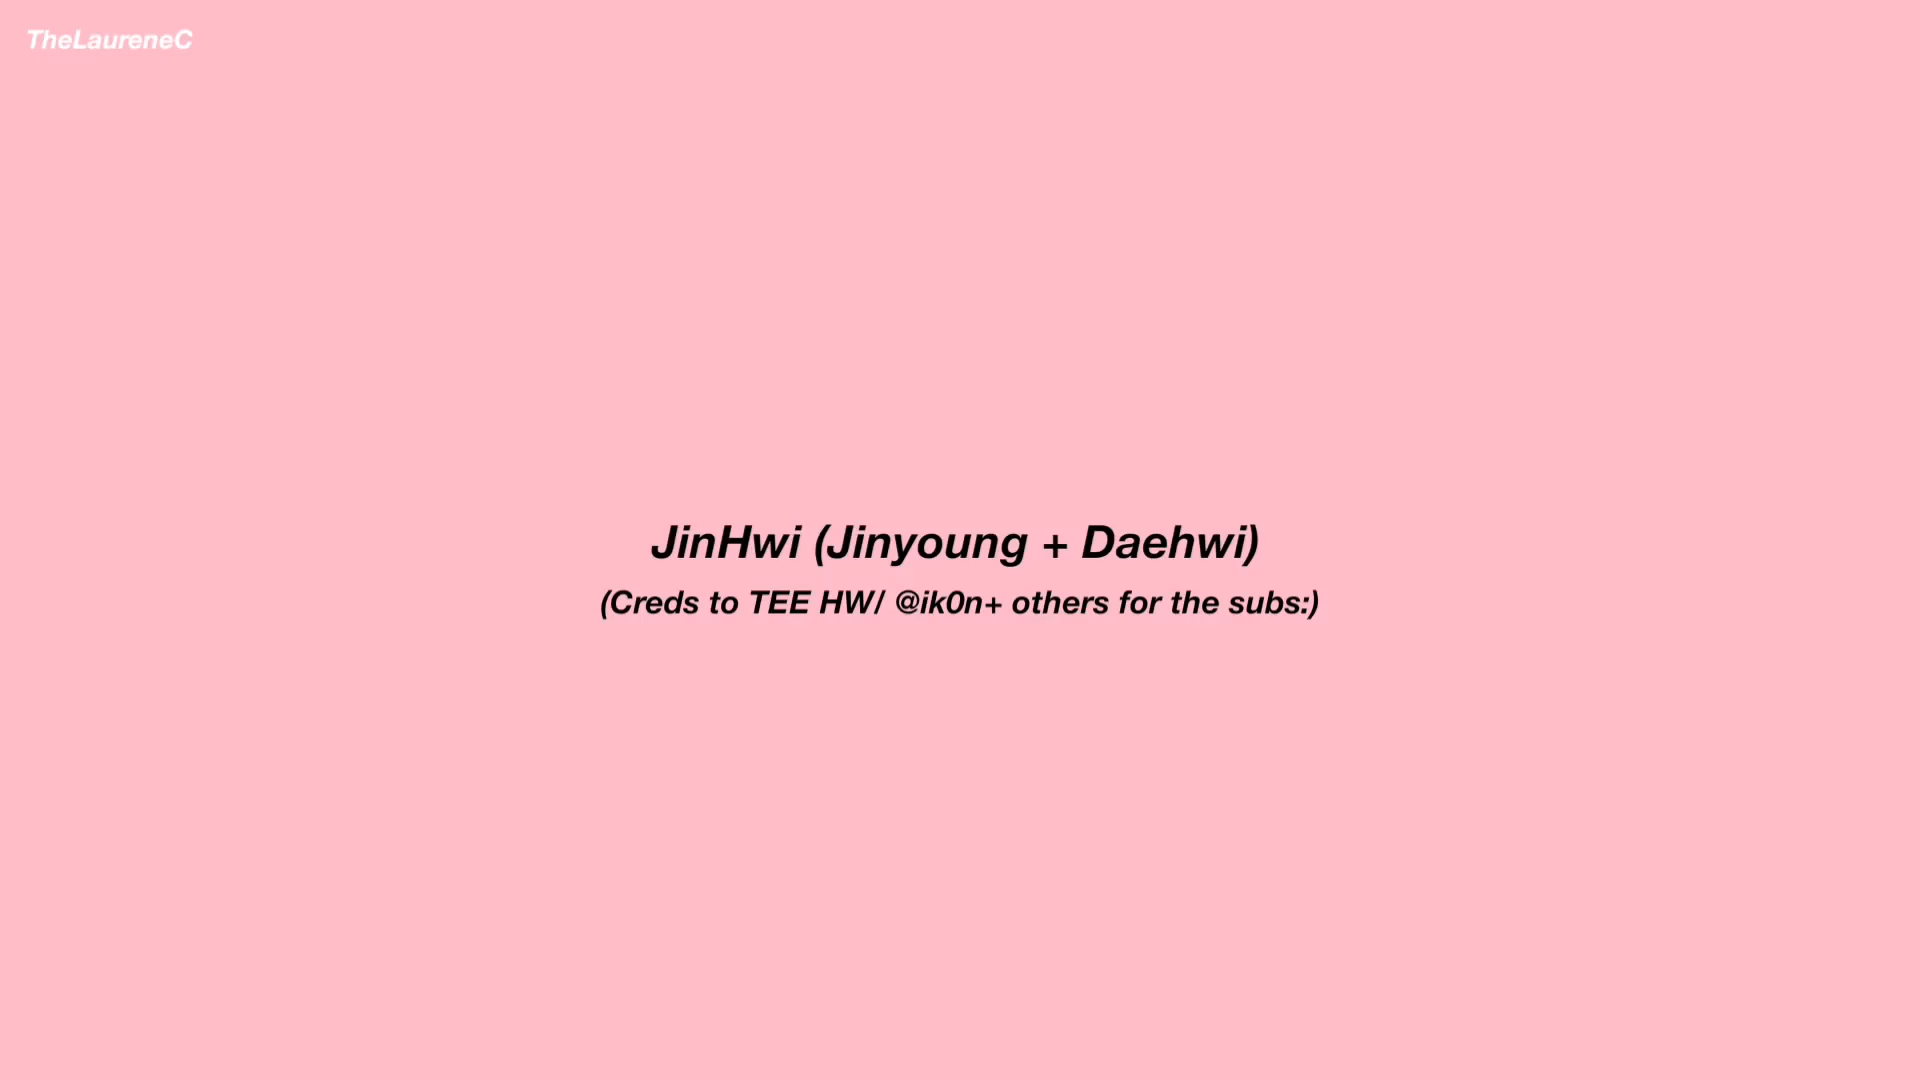 TheLaureneC
JinHwi (Jinyoung + Daehwi)
(Creds to TEE HW/ @ik0n+ others for the subs:)